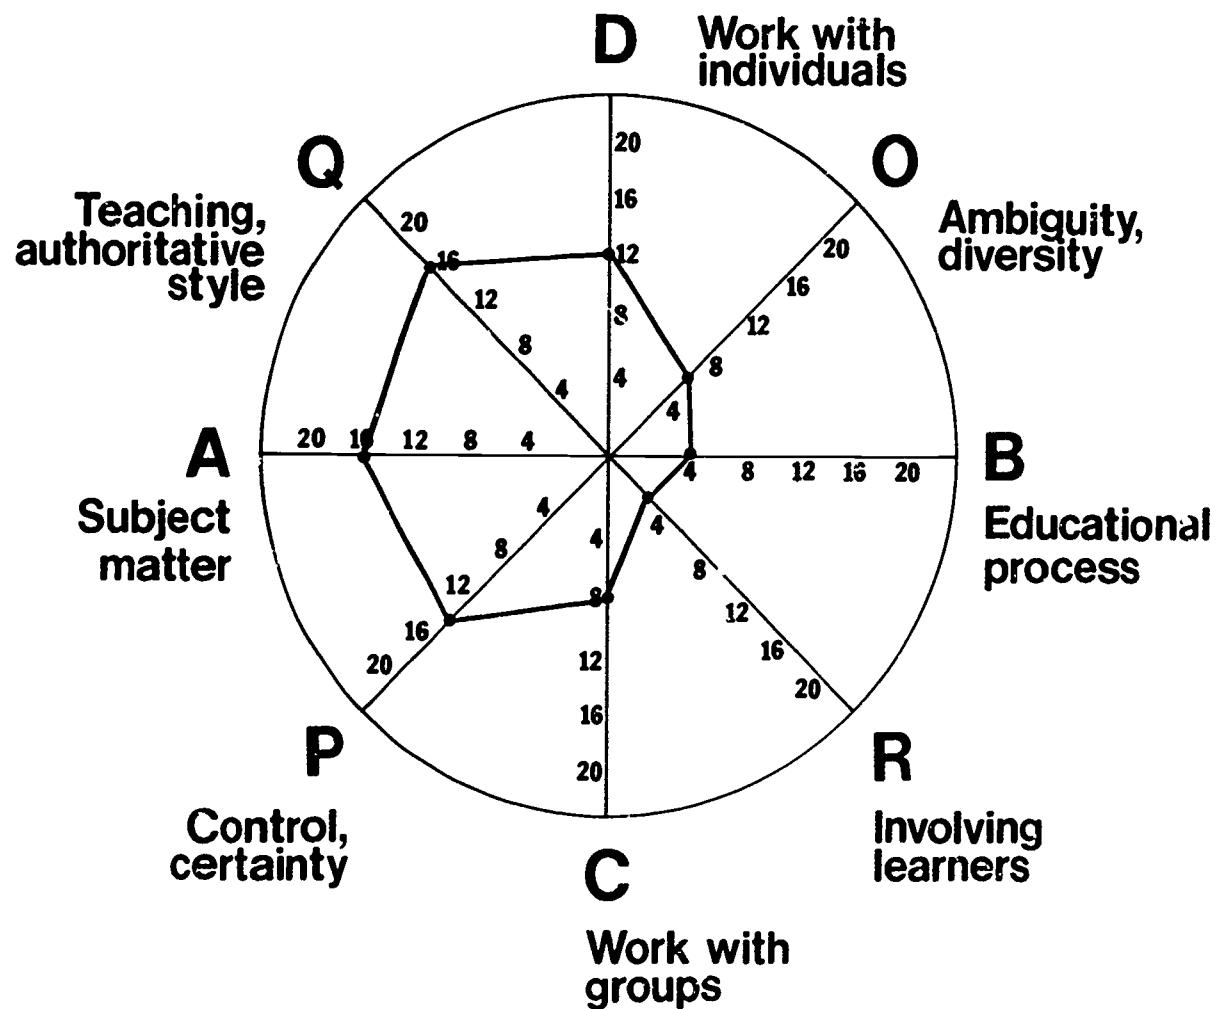 D
Work with
individuals
Q
O
Teaching,
authoritative
style
Ambiguity,
diversity
20
16
12
8
4
20
16
12
8
4
20
16
12
8
4
A
20 16 12 8 4
4 8 12 16 20
B
Subject
matter
Educational
process
4
8
12
16
20
4
8
12
16
20
4
8
12
16
20
P
R
Control,
certainty
Involving
learners
C
Work with
groups